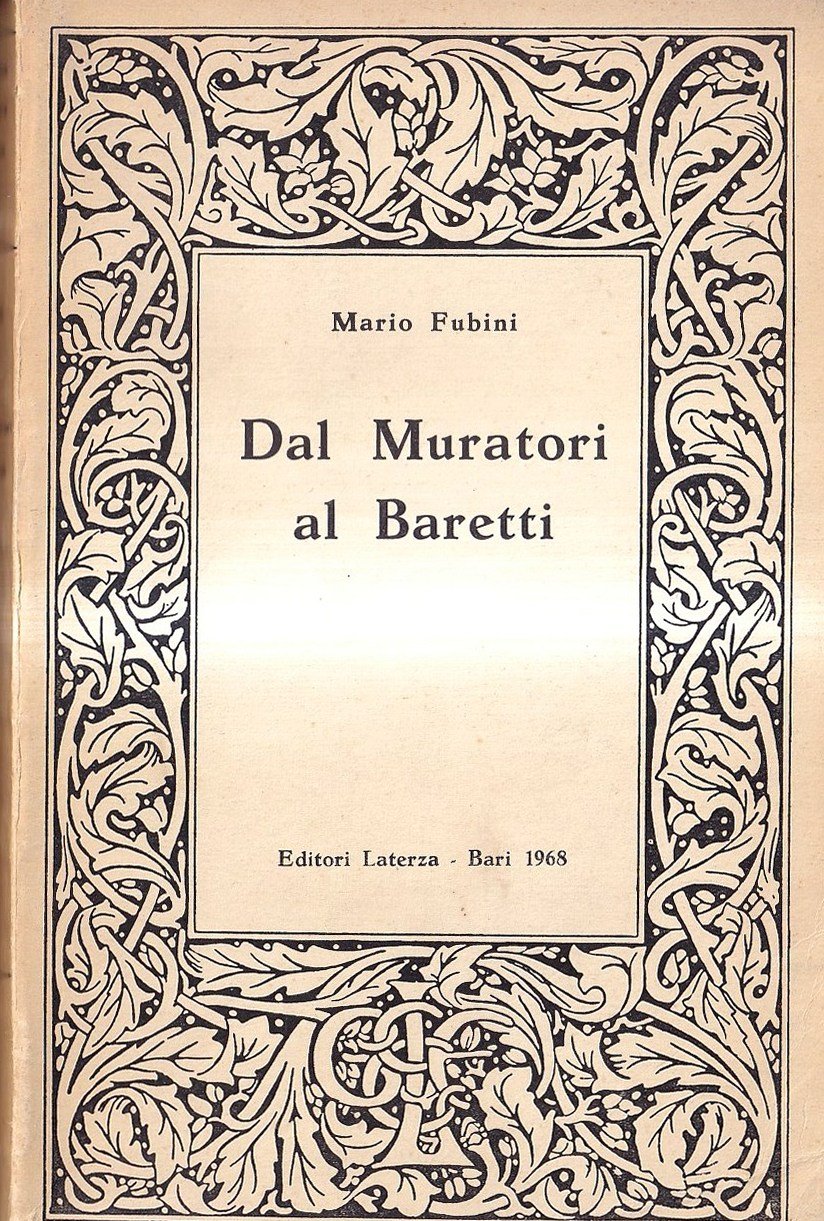 Mario Fubini
Dal Muratori
al Baretti
Editori Laterza - Bari 1968